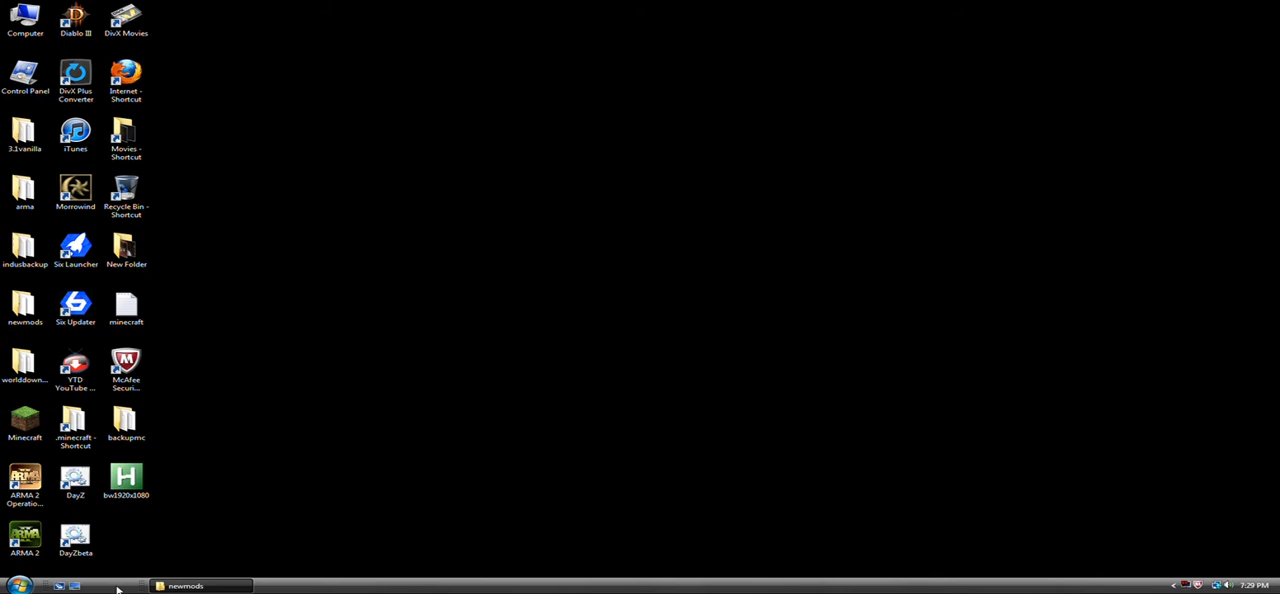 Computer
Diablo III
DivX Movies
Control Panel
DivX Plus
Converter
Internet -
Shortcut
3.1vanilla
iTunes
Movies -
Shortcut
arma
Morrowind
Recycle Bin -
Shortcut
indusbackup
Six Launcher
New Folder
newmods
Six Updater
minecraft
worlddown...
YTD
YouTube ...
McAfee
Securi...
Minecraft
.minecraft -
Shortcut
backupmc
ARMA 2
Operatio...
DayZ
bw1920x1080
ARMA 2
DayZbeta
newmods
7:29 PM